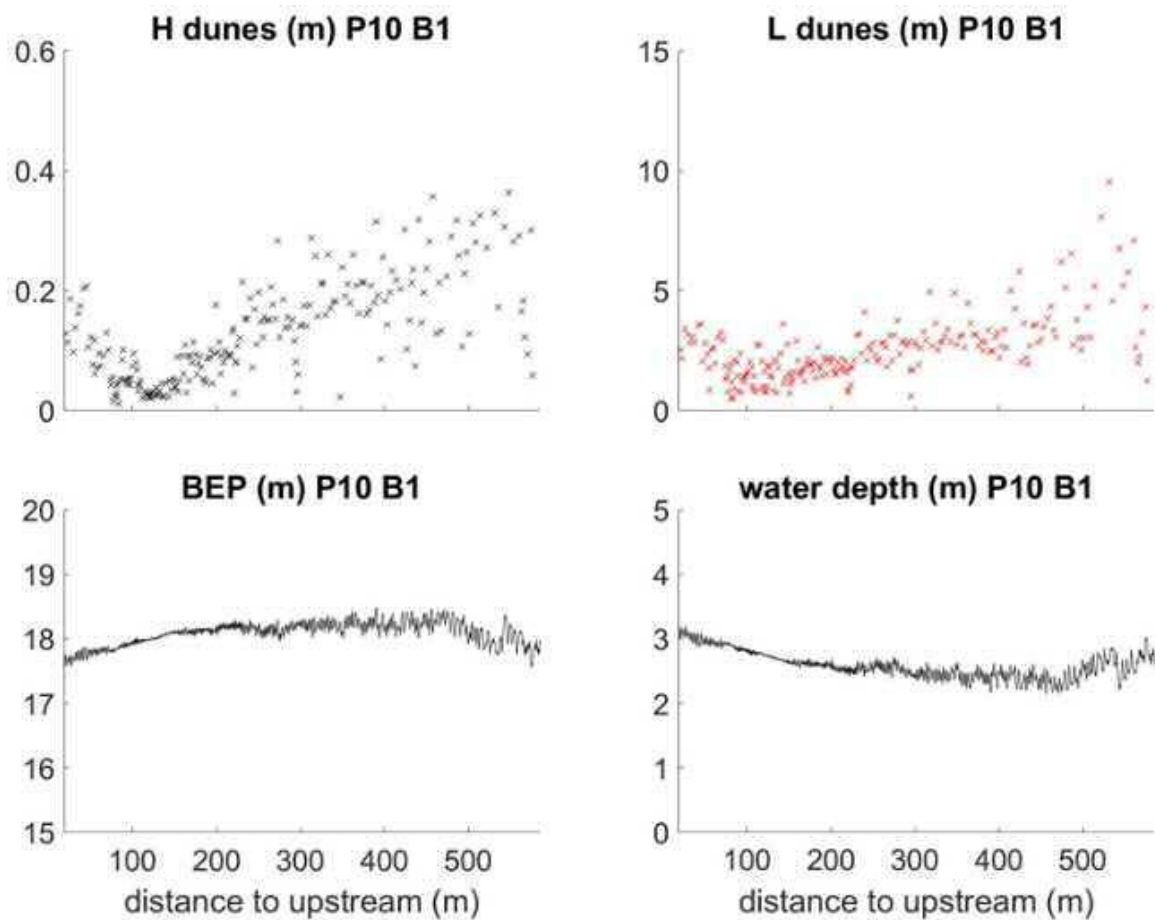 H dunes (m) P10 B1
0.6
0.4
0.2
0
L dunes (m) P10 B1
15
10
5
0
BEP (m) P10 B1
20
19
18
17
16
15
100 200 300 400 500
distance to upstream (m)
water depth (m) P10 B1
5
4
3
2
1
0
100 200 300 400 500
distance to upstream (m)